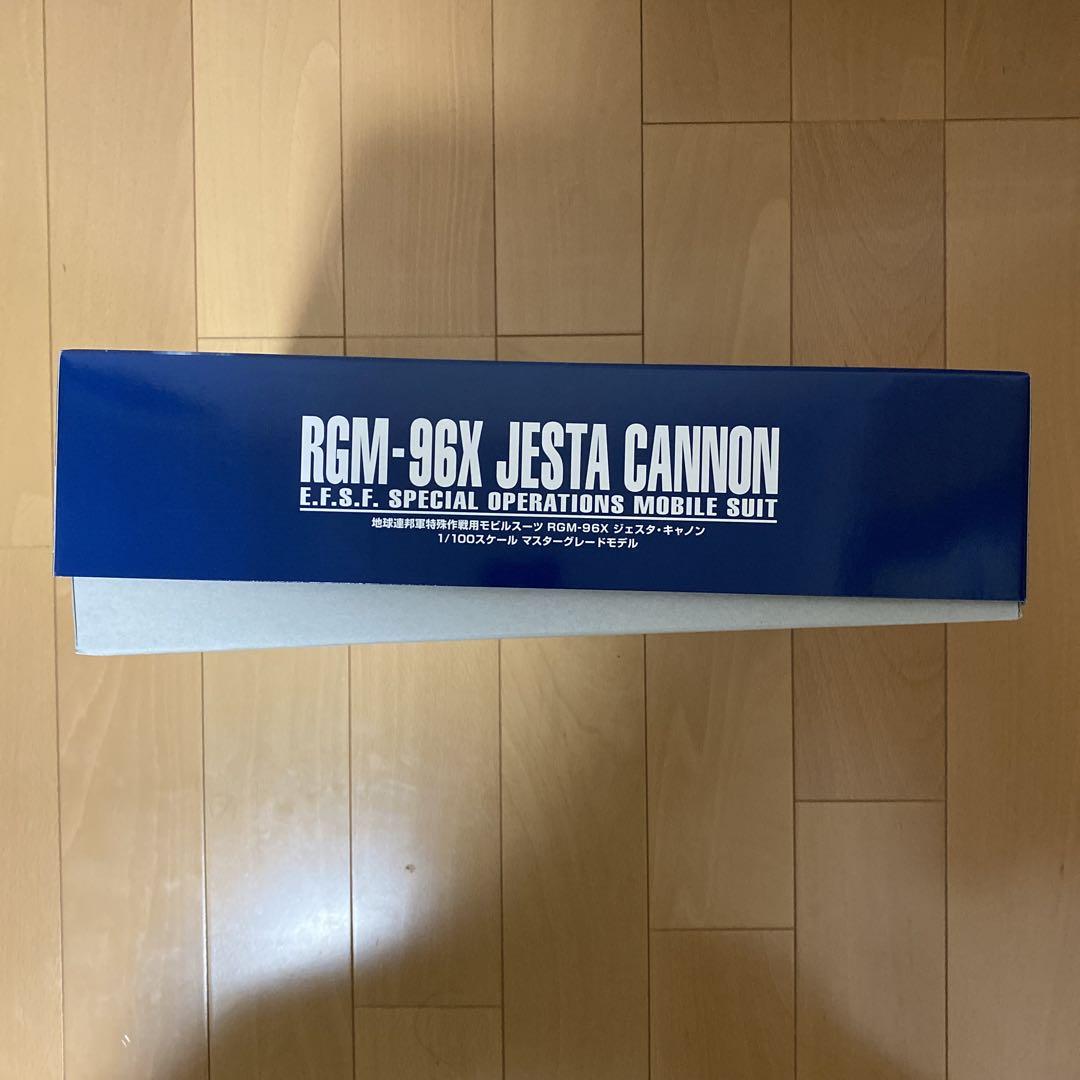 RGM-96X JESTA CANNON
E.F.S.F. SPECIAL OPERATIONS MOBILE SUIT
地球連邦軍特殊作戦用モビルスーツ RGM-96X ジェスタ・キャノン
1/100スケール マスターグレードモデル